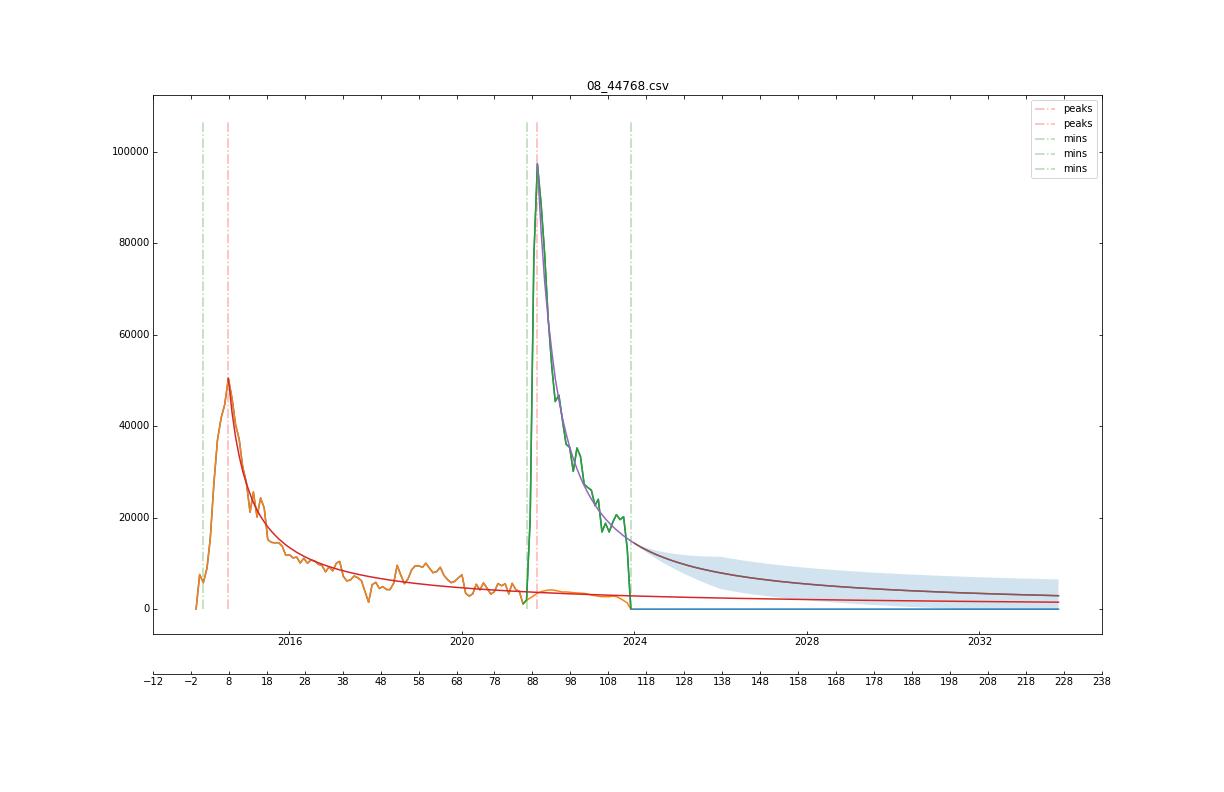 08_44768.csv
peaks
peaks
mins
mins
mins
100000
80000
60000
40000
20000
0
2016 2020 2024 2028 2032
−12 −2 8 18 28 38 48 58 68 78 88 98 108 118 128 138 148 158 168 178 188 198 208 218 228 238